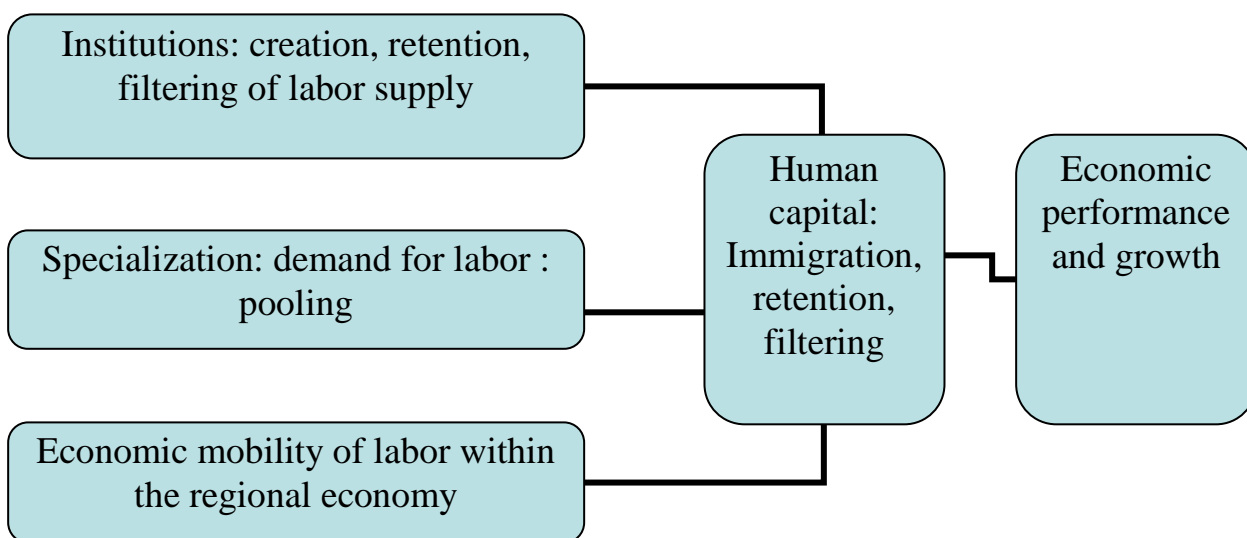 Institutions: creation, retention,
filtering of labor supply
Specialization: demand for labor :
pooling
Economic mobility of labor within
the regional economy
Human
capital:
Immigration,
retention,
filtering
Economic
performance
and growth